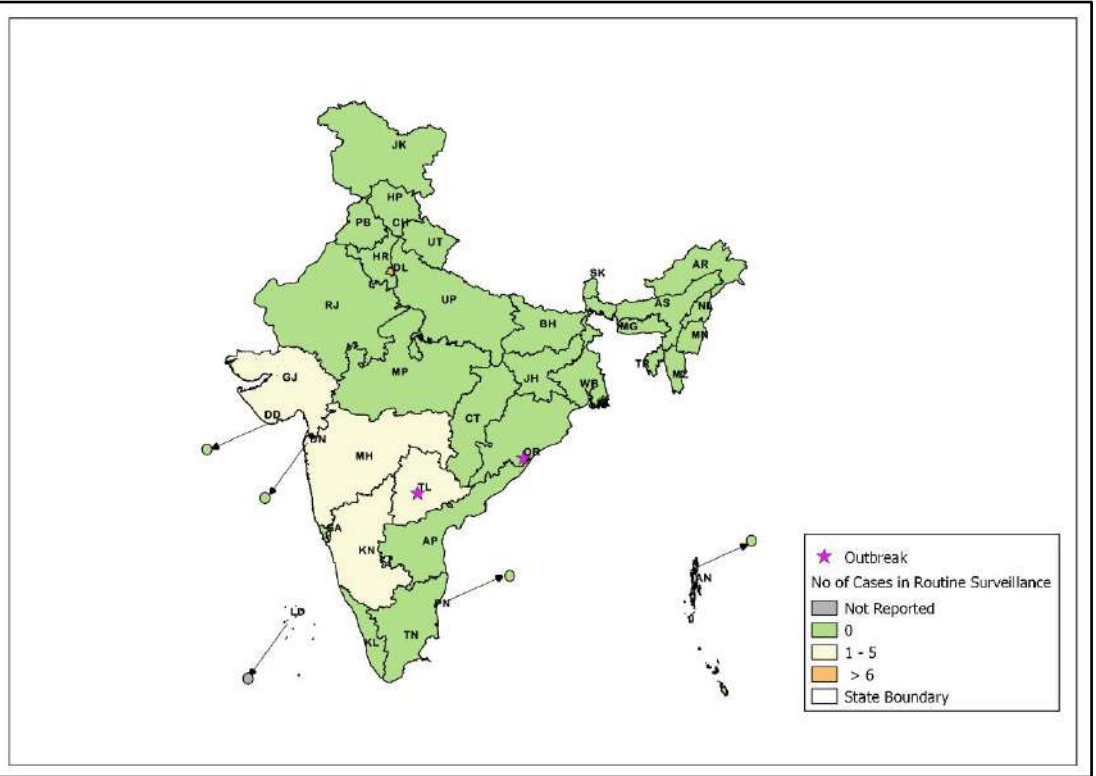 JK
HP
PB
CH
UT
HR
DL
AR
SK
RJ
UP
AS
NL
BH
MG
MN
GJ
MP
JH
TR
MZ
WB
DD
CT
DN
OR
MH
TL
GA
AP
KN
AN
PN
LD
TN
KL
Outbreak
No of Cases in Routine Surveillance
Not Reported
0
1 - 5
> 6
State Boundary